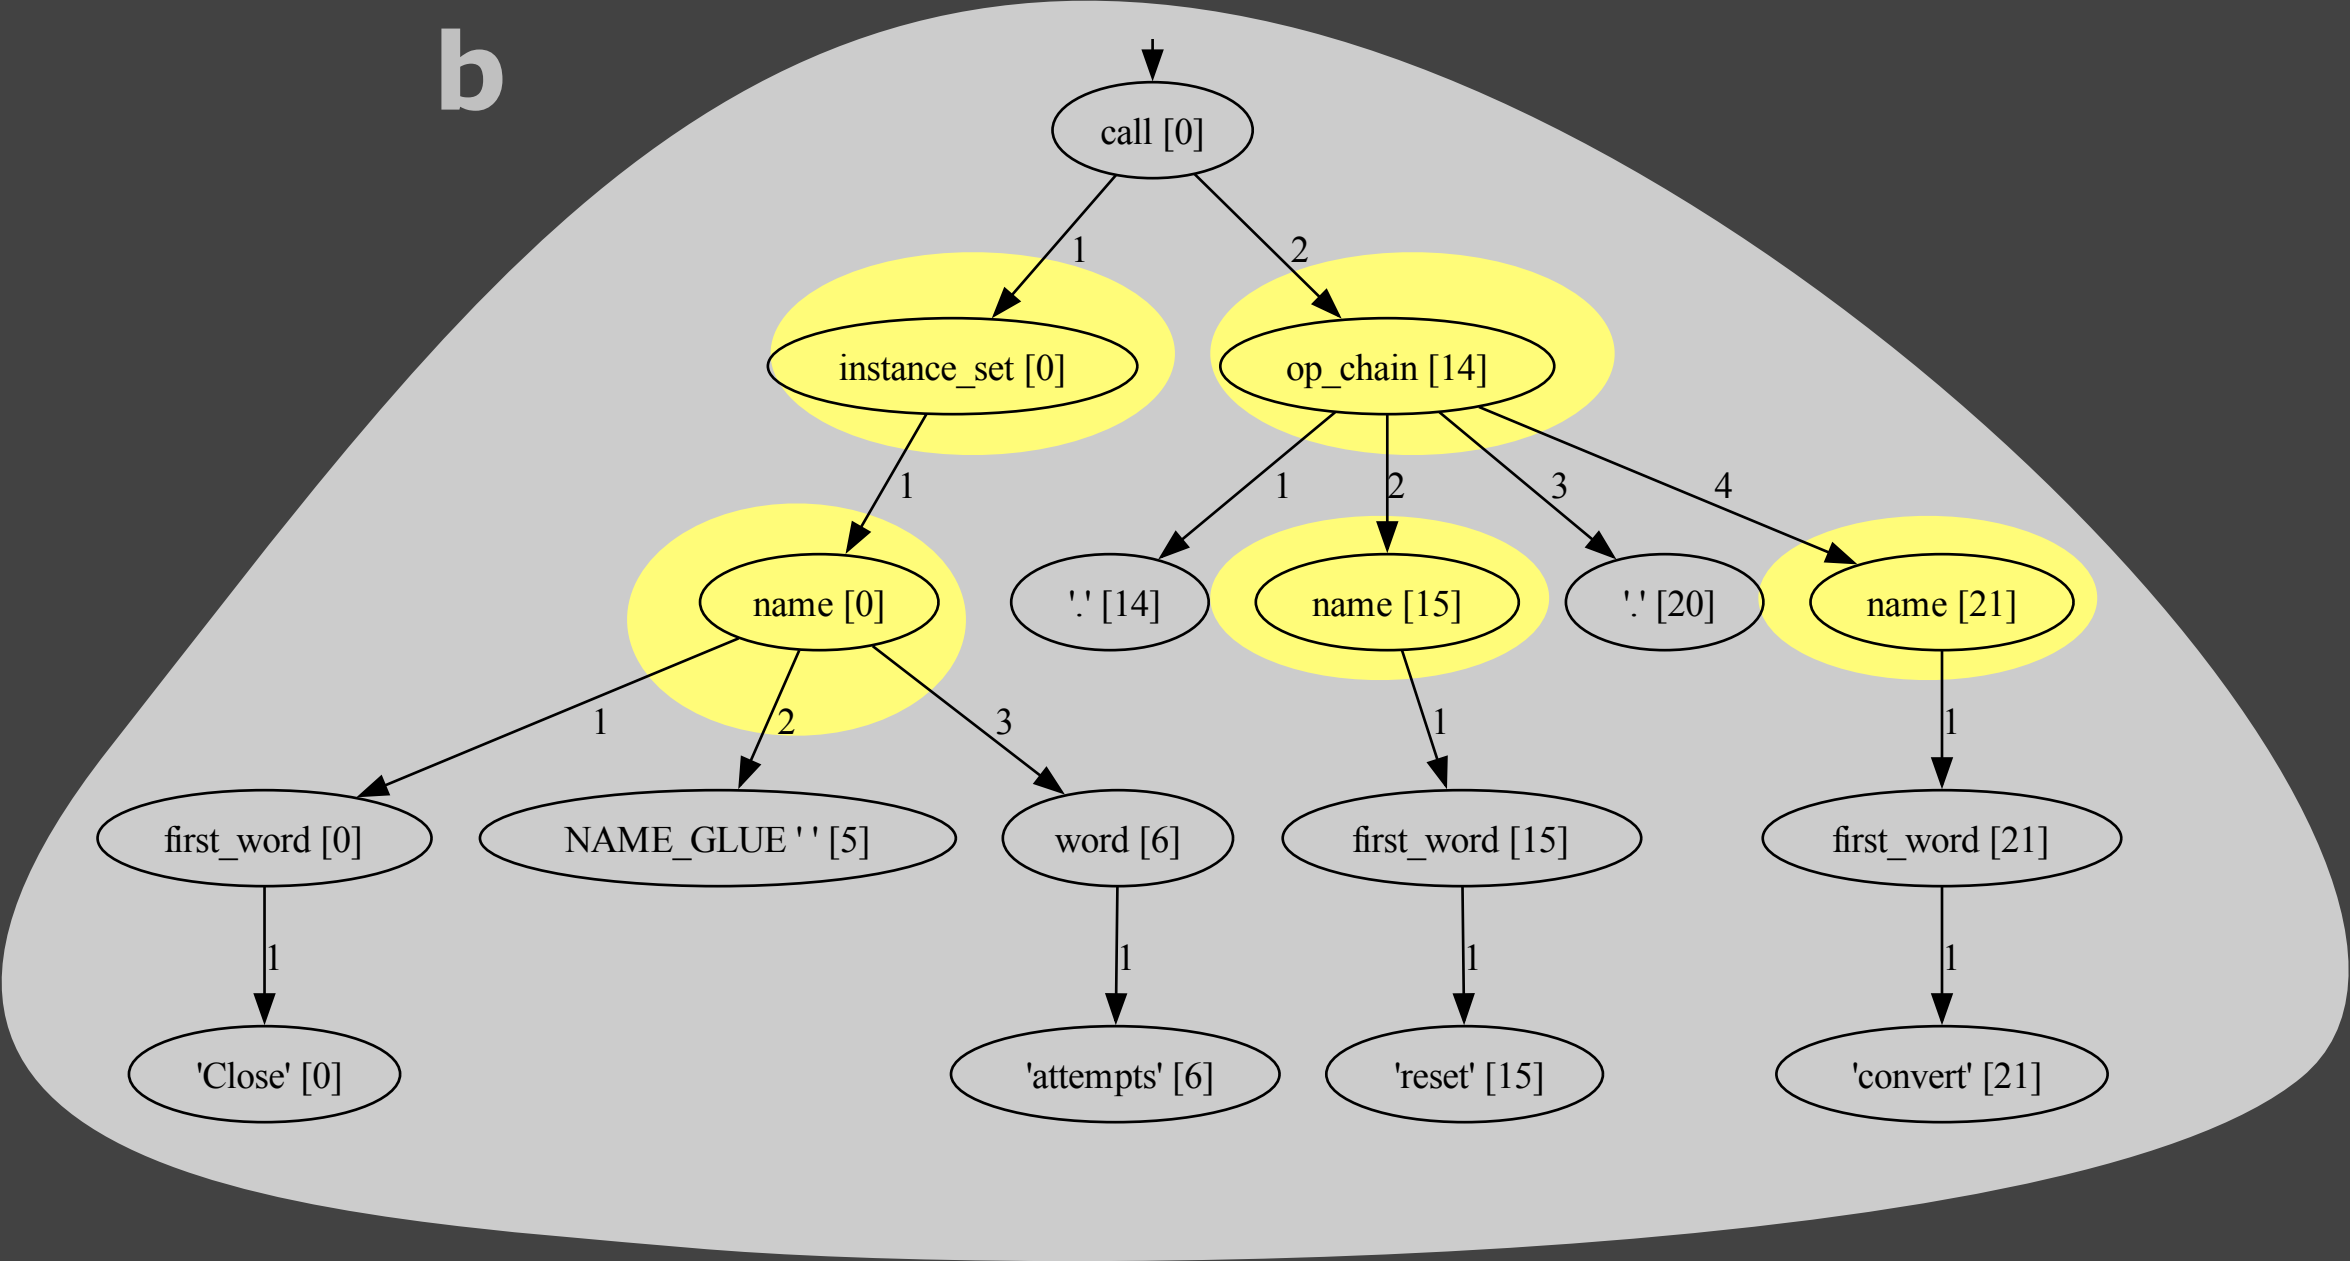 b
call [0]
1
2
instance_set [0]
op_chain [14]
1
1
2
3
4
name [0]
'.' [14]
name [15]
'.' [20]
name [21]
1
2
3
1
1
first_word [0]
NAME_GLUE ' ' [5]
word [6]
first_word [15]
first_word [21]
1
1
1
1
'Close' [0]
'attempts' [6]
'reset' [15]
'convert' [21]